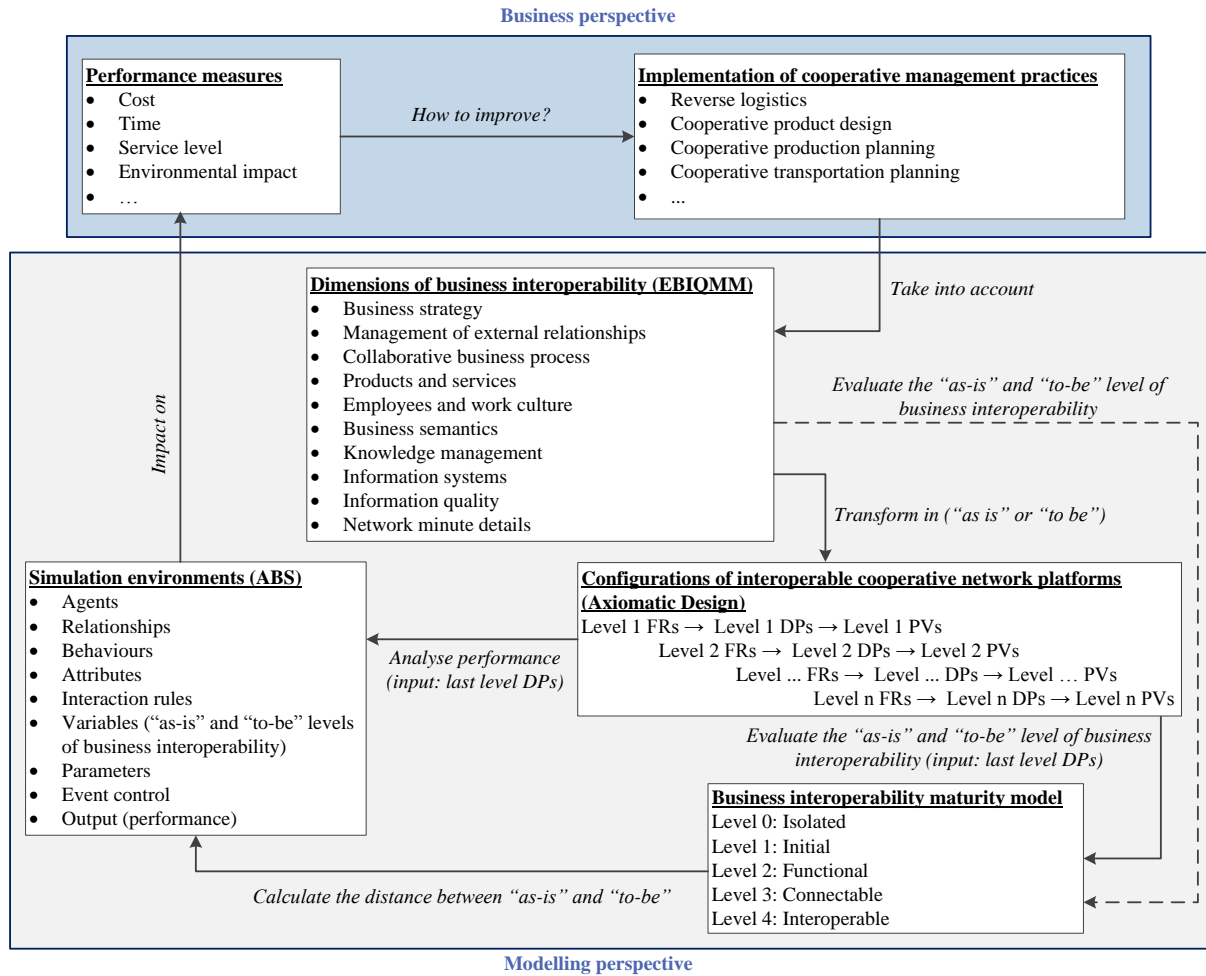 Business perspective
Performance measures
• Cost
• Time
• Service level
• Environmental impact
• …
How to improve?
Implementation of cooperative management practices
• Reverse logistics
• Cooperative product design
• Cooperative production planning
• Cooperative transportation planning
• ...
Take into account
Dimensions of business interoperability (EBIQMM)
• Business strategy
• Management of external relationships
• Collaborative business process
• Products and services
• Employees and work culture
• Business semantics
• Knowledge management
• Information systems
• Information quality
• Network minute details
Evaluate the “as-is” and “to-be” level of
business interoperability
Impact on
Transform in (“as is” or “to be”)
Simulation environments (ABS)
• Agents
• Relationships
• Behaviours
• Attributes
• Interaction rules
• Variables (“as-is” and “to-be” levels
of business interoperability)
• Parameters
• Event control
• Output (performance)
Analyse performance
(input: last level DPs)
Configurations of interoperable cooperative network platforms
(Axiomatic Design)
Level 1 FRs → Level 1 DPs → Level 1 PVs
Level 2 FRs → Level 2 DPs → Level 2 PVs
Level ... FRs → Level ... DPs → Level … PVs
Level n FRs → Level n DPs → Level n PVs
Evaluate the “as-is” and “to-be” level of business
interoperability (input: last level DPs)
Business interoperability maturity model
Level 0: Isolated
Level 1: Initial
Level 2: Functional
Level 3: Connectable
Level 4: Interoperable
Calculate the distance between “as-is” and “to-be”
Modelling perspective